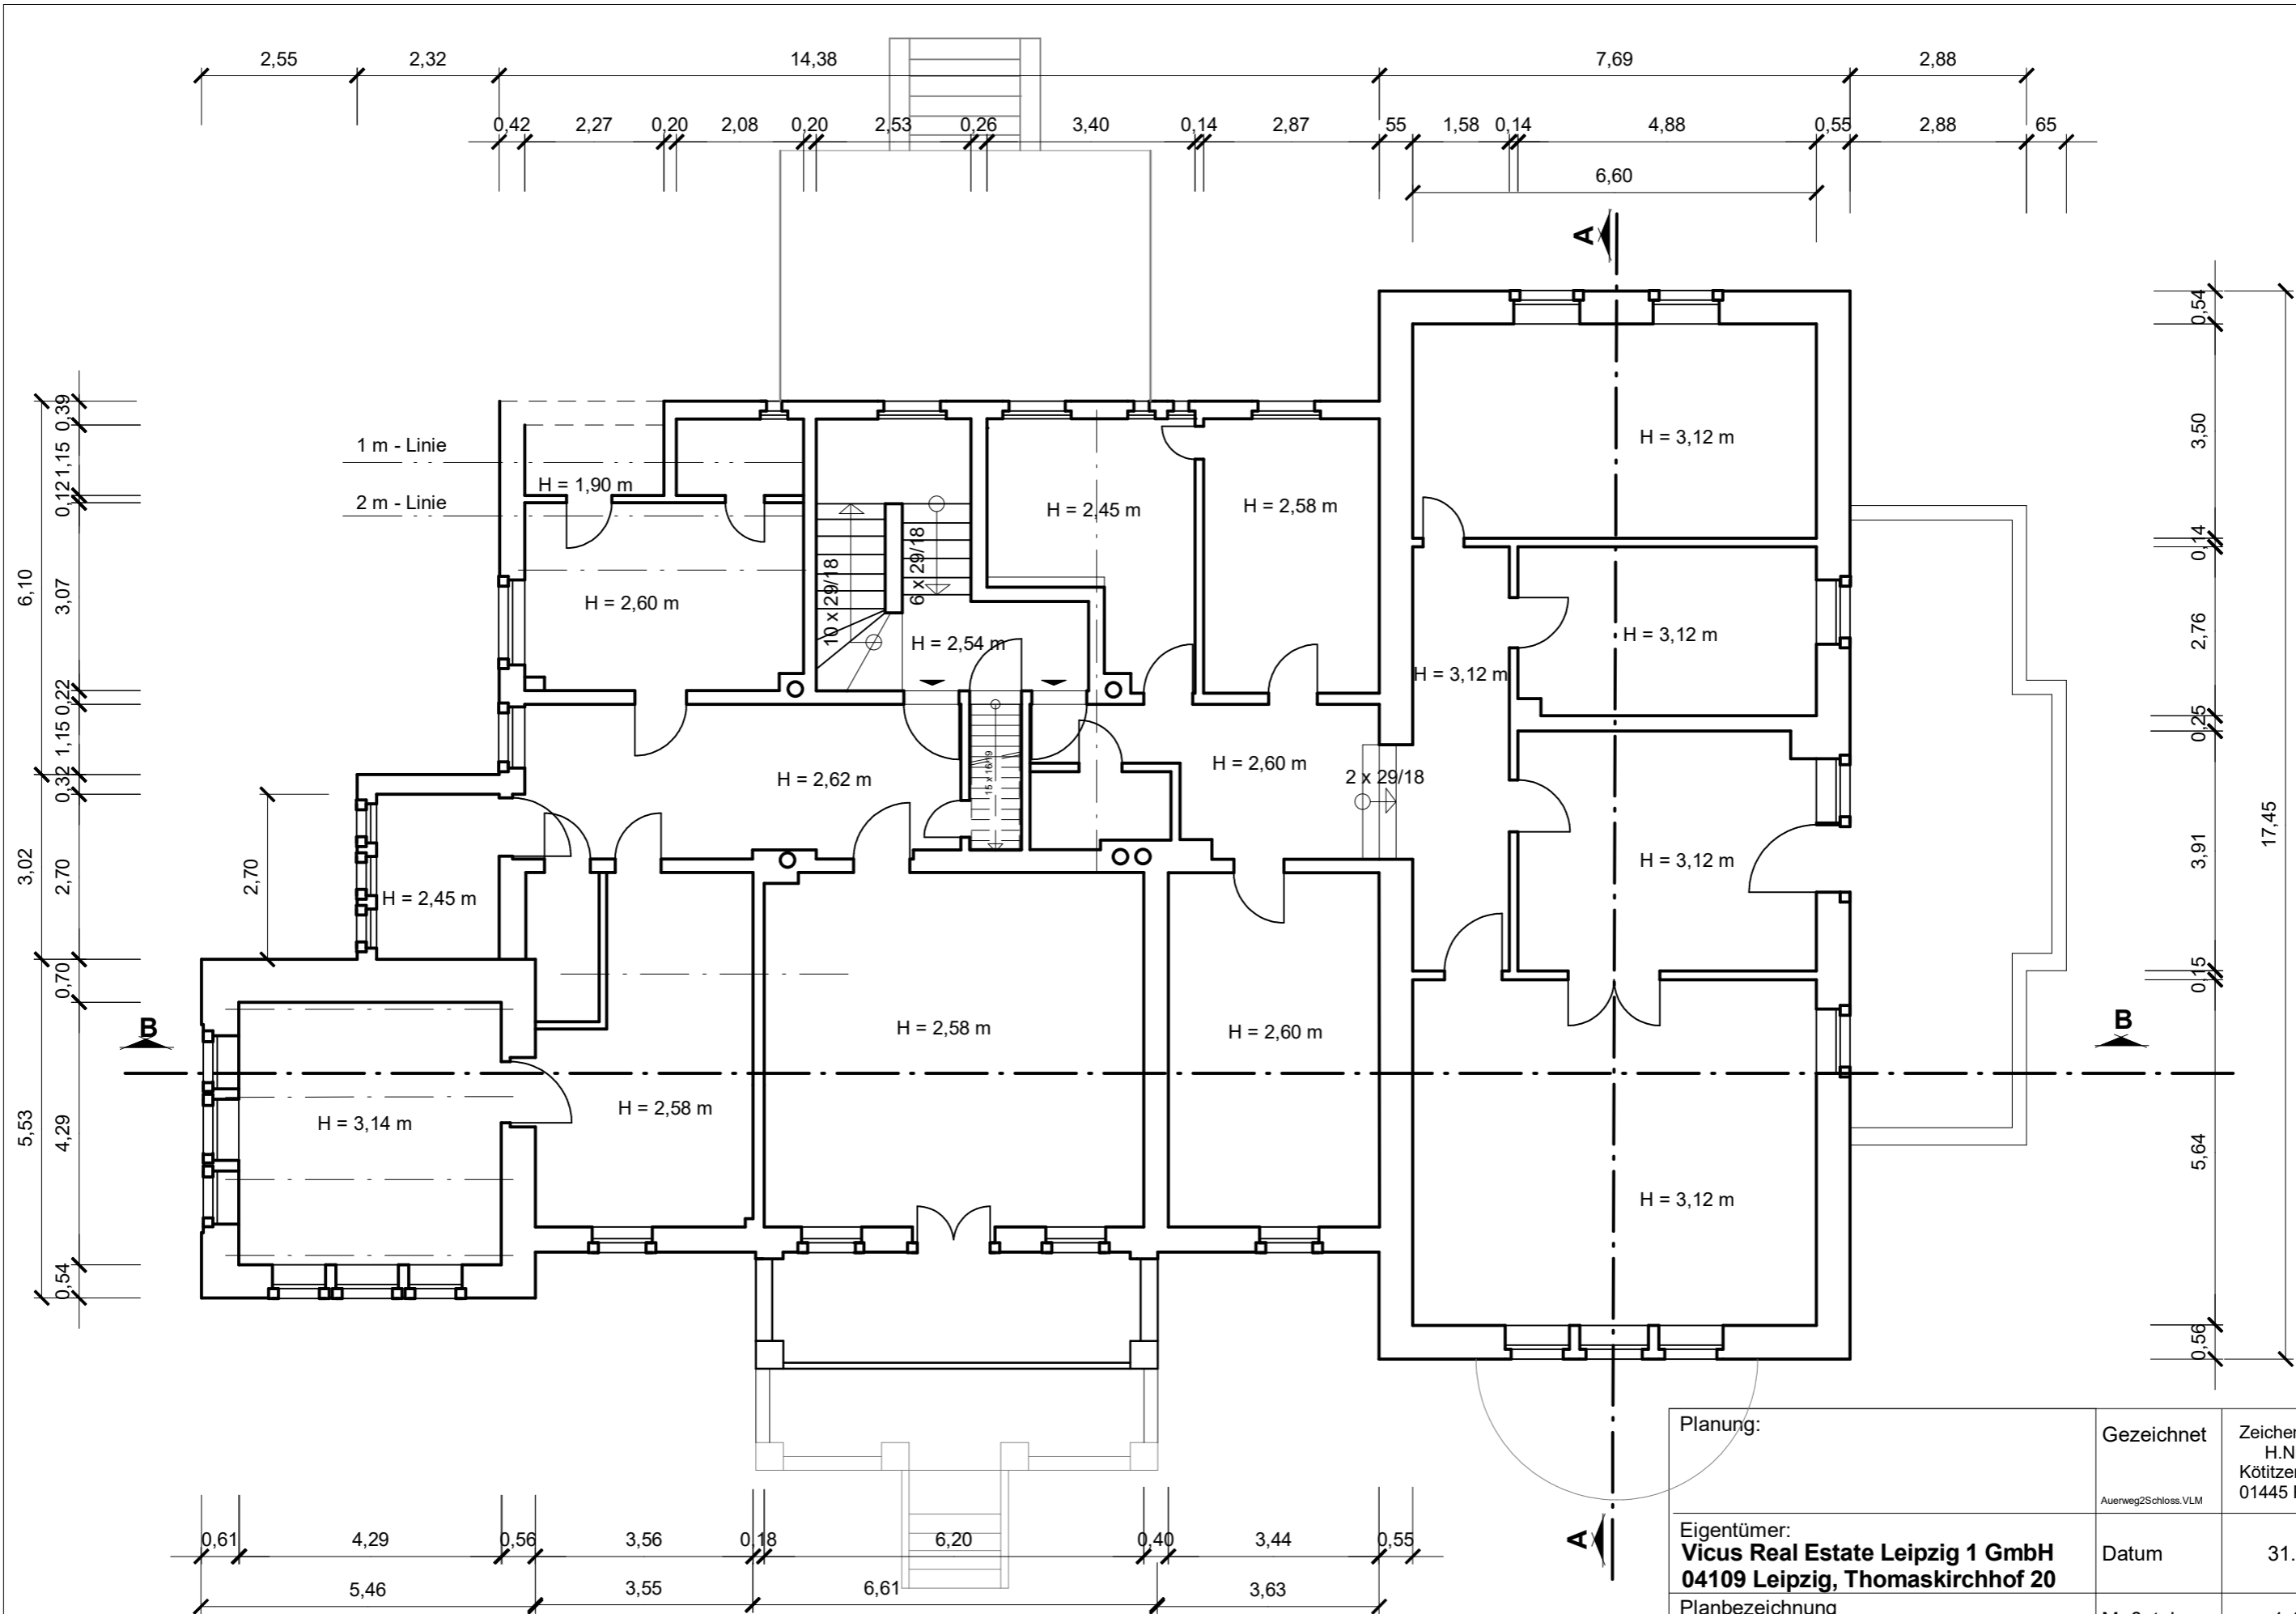 2,55 2,32 14,38 7,69 2,88
0,42 2,27 0,20 2,08 0,20 2,53 0,26 3,40 0,14 2,87 55 1,58 0,14 4,88 0,55 2,88 65
6,60
A
A
0,54
3,50
0,14
2,76
0,25
3,91
0,15
5,64
0,56
17,45
6,10
3,02
5,53
0,39
1,15
0,12
3,07
0,22
1,15
0,32
2,70
0,70
4,29
0,54
2,70
1 m - Linie
2 m - Linie
H = 1,90 m
H = 2,60 m
10 x 29/18
6 x 29/18
H = 2,54 m
H = 2,45 m
H = 2,58 m
H = 3,12 m
H = 3,12 m
H = 3,12 m
H = 2,62 m
15 x 16/19
H = 2,60 m
2 x 29/18
H = 3,12 m
H = 2,45 m
B
B
H = 3,14 m
H = 2,58 m
H = 2,58 m
H = 2,60 m
H = 3,12 m
0,61 4,29 0,56 3,56 0,18 6,20 0,40 3,44 0,55
5,46 3,55 6,61 3,63
Planung:
Gezeichnet
Auerweg2Schloss.VLM
H.N
01445
Eigentümer:
Vicus Real Estate Leipzig 1 GmbH
04109 Leipzig, Thomaskirchhof 20
Datum
31.
Planbezeichnung